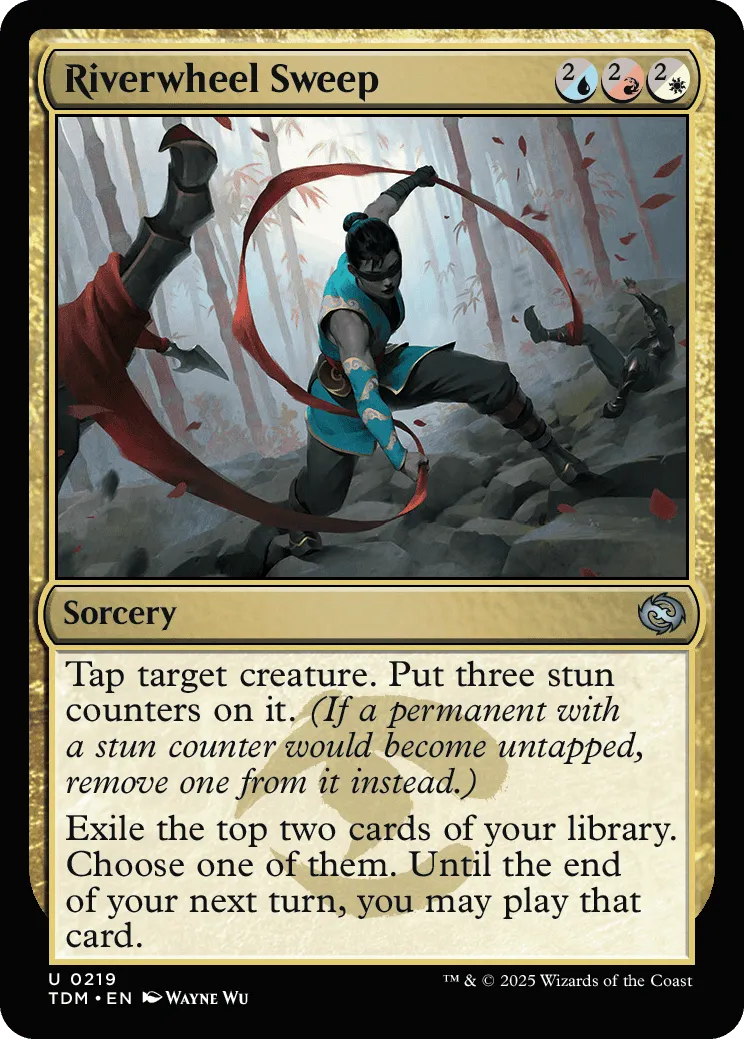 Riverwheel Sweep 2 2 2
Sorcery
Tap target creature. Put three stun
counters on it. (If a permanent with
a stun counter would become untapped,
remove one from it instead.)
Exile the top two cards of your library.
Choose one of them. Until the end
of your next turn, you may play that
card.
U 0219 ™ & © 2025 Wizards of the Coast
TDM • EN Wayne Wu